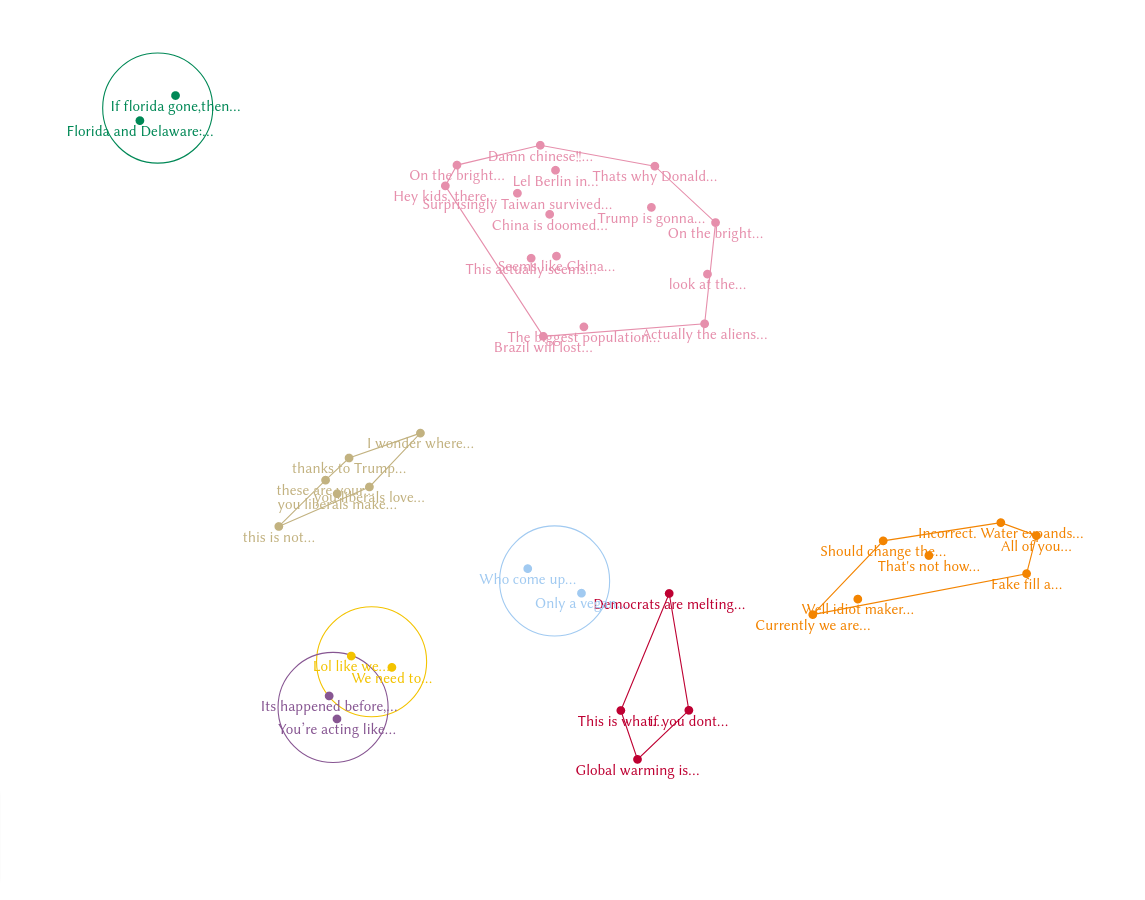 If florida gone,then...
Florida and Delaware:...
Damn chinese!!...
On the bright...
Lel Berlin in...
Thats why Donald...
Hey kids, there...
Surprisingly Taiwan survived...
China is doomed...
Trump is gonna...
On the bright...
Seems like China...
This actually seems...
look at the...
The biggest population...
Actually the aliens...
Brazil will lost...
I wonder where...
thanks to Trump...
these are your...
you liberals love...
you liberals make...
this is not...
Incorrect. Water expands...
All of you...
Should change the...
That's not how...
Fake fill a...
Well idiot maker...
Currently we are...
Who come up...
Only a
Democrats are melting...
Lol like we...
We need to...
Its happened before,...
You’re acting like...
This is what...
if you dont...
Global warming is...